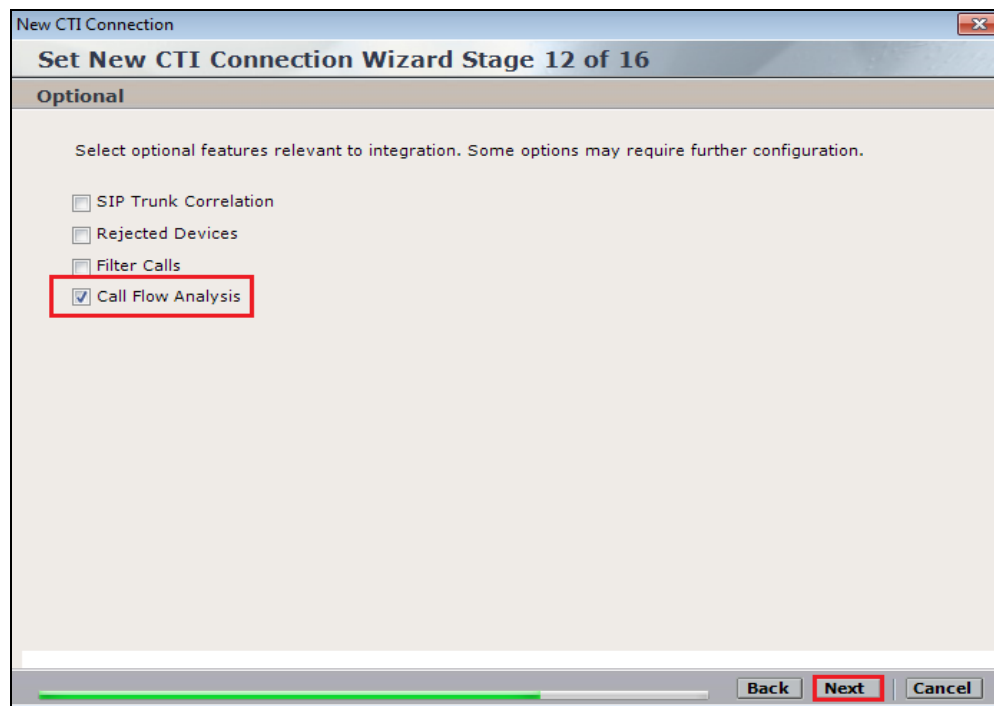 New CTI Connection
Set New CTI Connection Wizard Stage 12 of 16
Optional
Select optional features relevant to integration. Some options may require further configuration.
SIP Trunk Correlation
Rejected Devices
Filter Calls
Call Flow Analysis
Back Next Cancel